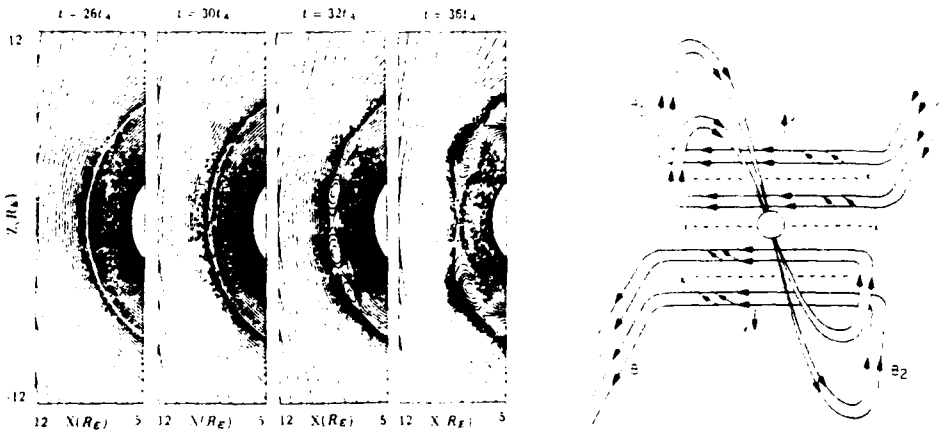 t = 26t_A t = 30t_A t = 32t_A t = 36t_A
12
Z(R_E)
-12
12 X(R_E) 5 12 X(R_E) 5 12 X(R_E) 5 12 X R_E) 5
B
B2